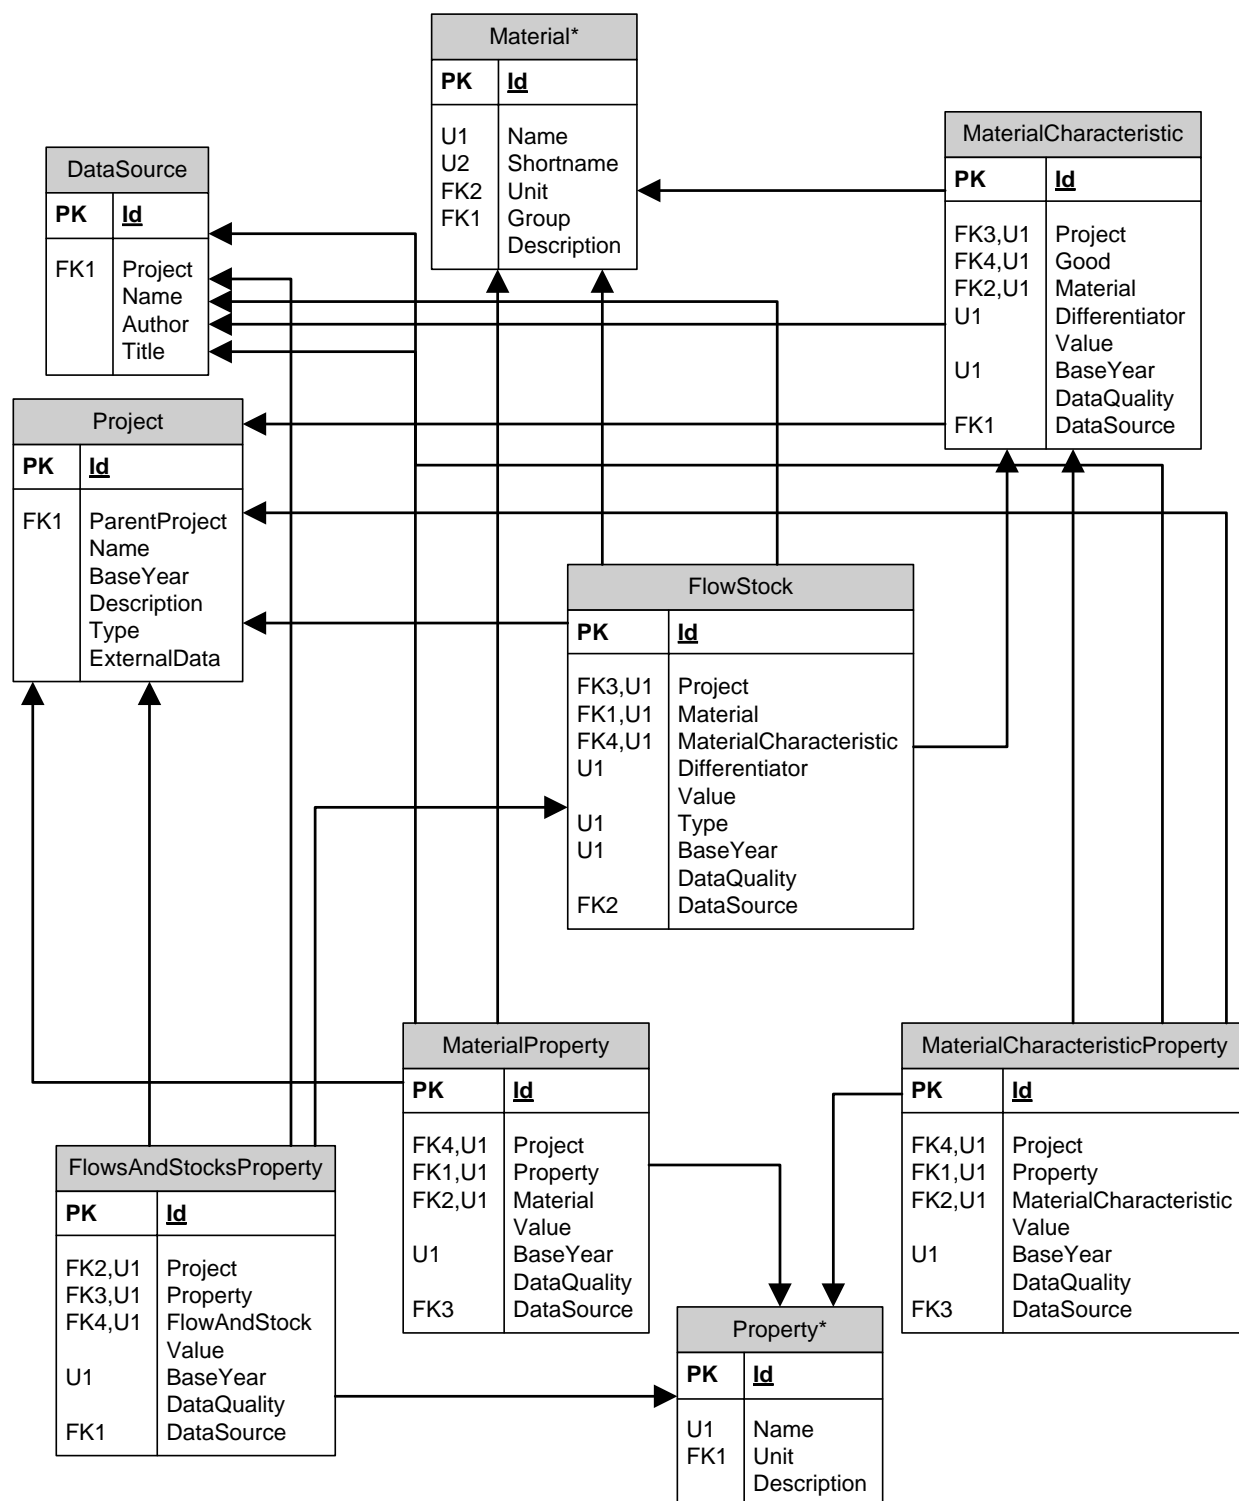 Material*
PK Id
U1 Name
U2 Shortname
FK2 Unit
FK1 Group
Description
MaterialCharacteristic
PK Id
FK3,U1 Project
FK4,U1 Good
FK2,U1 Material
U1 Differentiator
Value
U1 BaseYear
DataQuality
FK1 DataSource
DataSource
PK Id
FK1 Project
Name
Author
Title
Project
PK Id
FK1 ParentProject
Name
BaseYear
Description
Type
ExternalData
FlowStock
PK Id
FK3,U1 Project
FK1,U1 Material
FK4,U1 MaterialCharacteristic
U1 Differentiator
Value
U1 Type
U1 BaseYear
DataQuality
FK2 DataSource
MaterialProperty
PK Id
FK4,U1 Project
FK1,U1 Property
FK2,U1 Material
Value
U1 BaseYear
DataQuality
FK3 DataSource
MaterialCharacteristicProperty
PK Id
FK4,U1 Project
FK1,U1 Property
FK2,U1 MaterialCharacteristic
Value
U1 BaseYear
DataQuality
FK3 DataSource
FlowsAndStocksProperty
PK Id
FK2,U1 Project
FK3,U1 Property
FK4,U1 FlowAndStock
Value
U1 BaseYear
DataQuality
FK1 DataSource
Property*
PK Id
U1 Name
FK1 Unit
Description